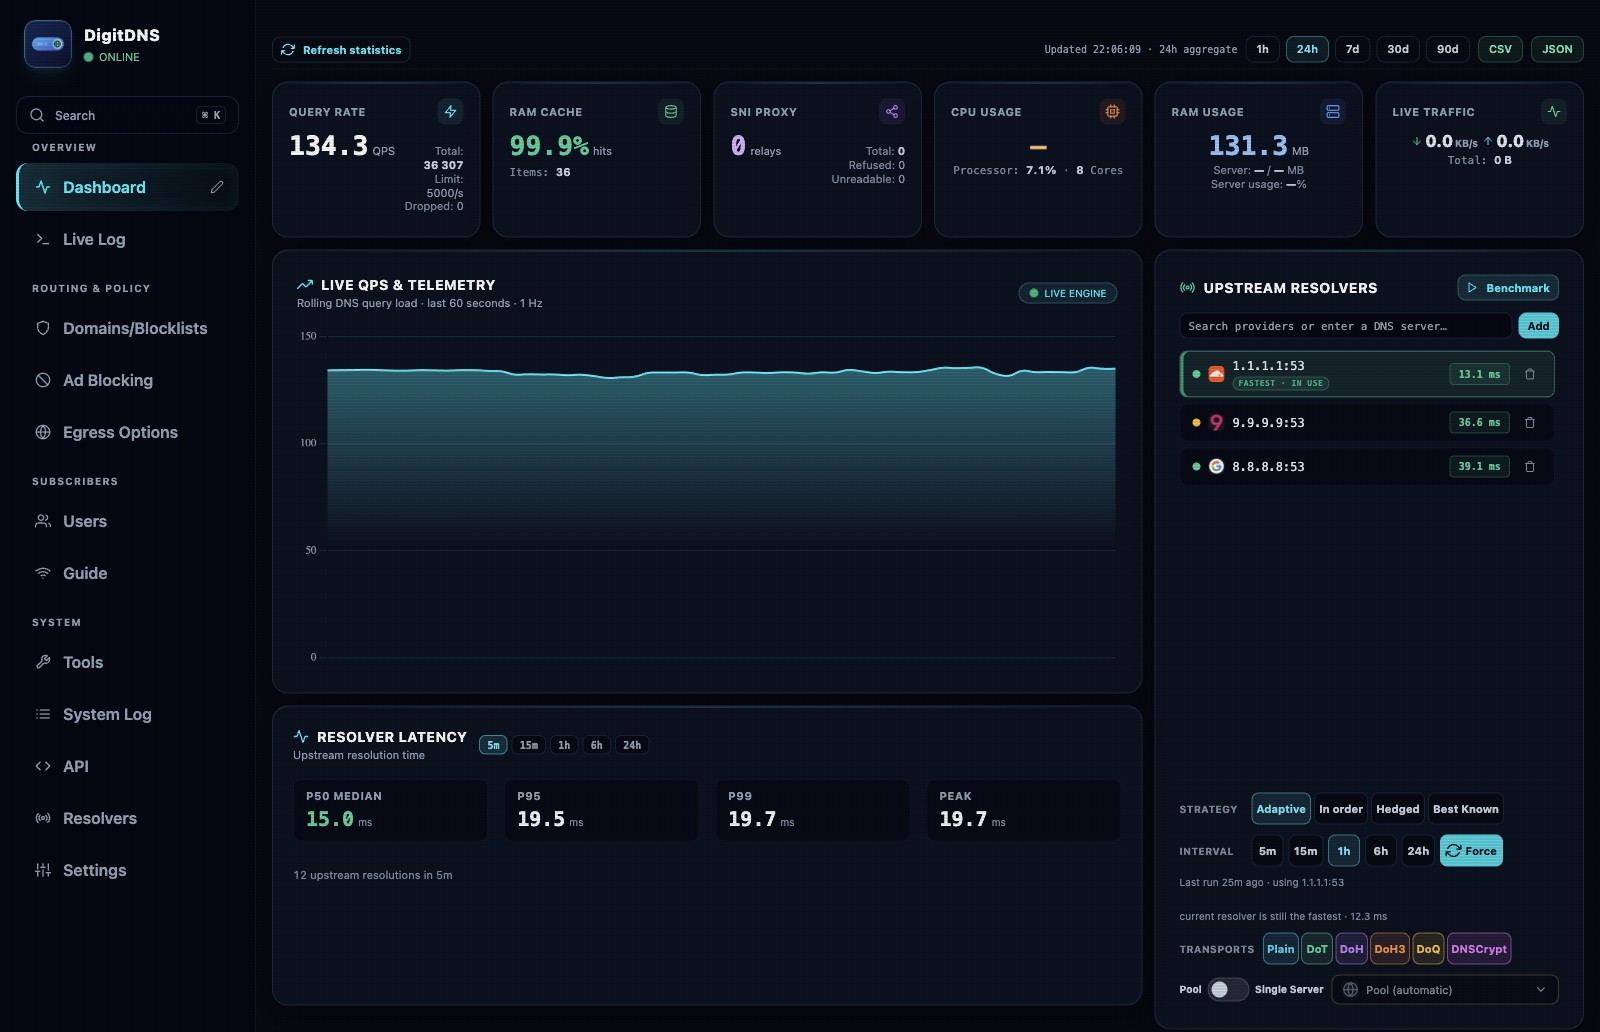 DigitDNS
ONLINE
Search
⌘ K
OVERVIEW
Dashboard
Live Log
ROUTING & POLICY
Domains/Blocklists
Ad Blocking
Egress Options
SUBSCRIBERS
Users
Guide
SYSTEM
Tools
System Log
API
Resolvers
Settings
Refresh statistics
Updated 22:06:09 · 24h aggregate
1h
24h
7d
30d
90d
CSV
JSON
QUERY RATE
134.3 QPS
Total:
36 307
Limit:
5000/s
Dropped: 0
RAM CACHE
99.9% hits
Items: 36
SNI PROXY
0 relays
Total: 0
Refused: 0
Unreadable: 0
CPU USAGE
—
Processor: 7.1% · 8 Cores
RAM USAGE
131.3 MB
Server: — / — MB
Server usage: —%
LIVE TRAFFIC
↓ 0.0 KB/s ↑ 0.0 KB/s
Total: 0 B
LIVE QPS & TELEMETRY
Rolling DNS query load · last 60 seconds · 1 Hz
LIVE ENGINE
150
100
50
0
RESOLVER LATENCY
Upstream resolution time
5m
15m
1h
6h
24h
P50 MEDIAN
15.0 ms
P95
19.5 ms
P99
19.7 ms
PEAK
19.7 ms
12 upstream resolutions in 5m
UPSTREAM RESOLVERS
Benchmark
Search providers or enter a DNS server…
Add
1.1.1.1:53
FASTEST · IN USE
13.1 ms
9
9.9.9.9:53
36.6 ms
G
8.8.8.8:53
39.1 ms
STRATEGY
Adaptive
In order
Hedged
Best Known
INTERVAL
5m
15m
1h
6h
24h
Force
Last run 25m ago · using 1.1.1.1:53
current resolver is still the fastest · 12.3 ms
TRANSPORTS
Plain
DoT
DoH
DoH3
DoQ
DNSCrypt
Pool
Single Server
Pool (automatic)